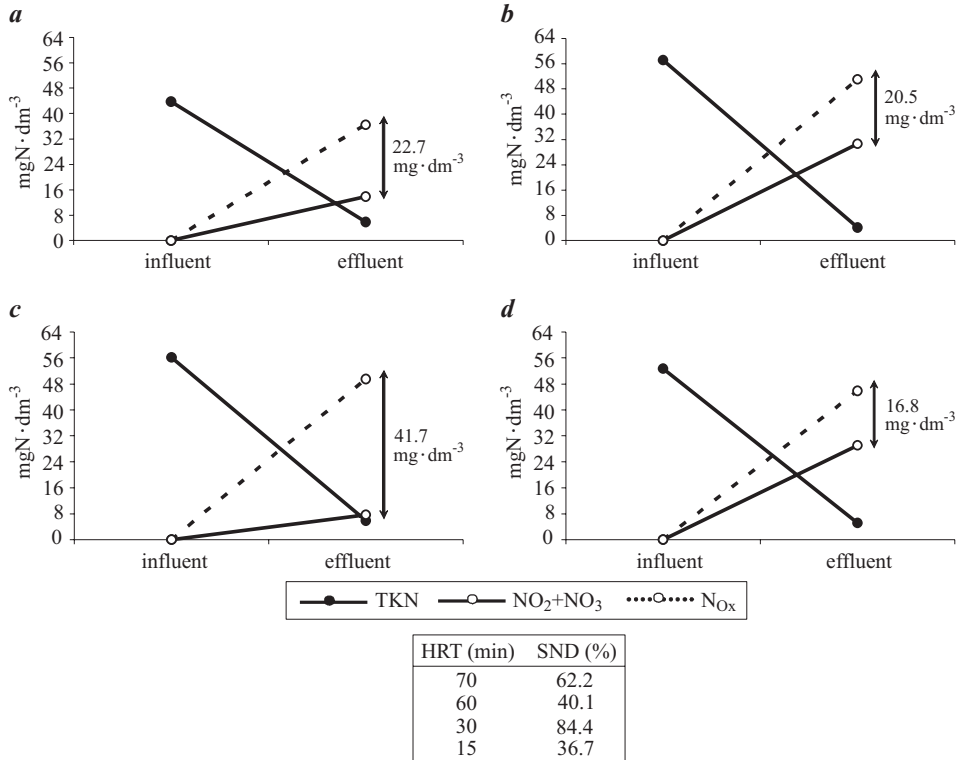 a
64
56
48
40
32
24
16
8
0
mgN·dm⁻³
22.7
mg·dm⁻³
influent effluent
b
64
56
48
40
32
24
16
8
0
mgN·dm⁻³
20.5
mg·dm⁻³
influent effluent
c
64
56
48
40
32
24
16
8
0
mgN·dm⁻³
41.7
mg·dm⁻³
influent effluent
d
64
56
48
40
32
24
16
8
0
mgN·dm⁻³
16.8
mg·dm⁻³
influent effluent
TKN NO₂+NO₃ N_Ox
HRT (min) SND (%)
70 62.2
60 40.1
30 84.4
15 36.7